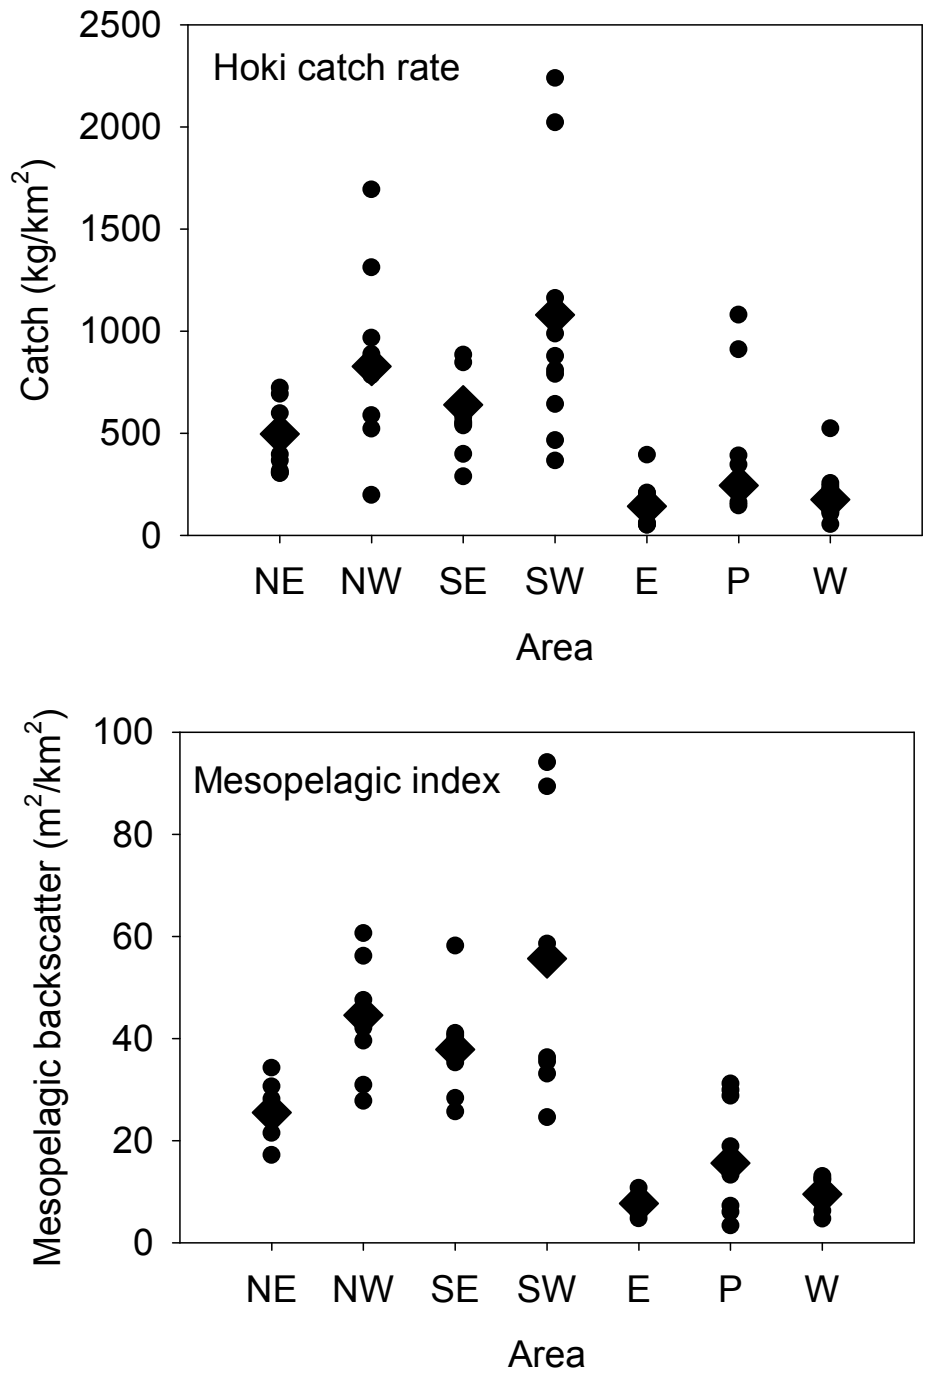 Hoki catch rate
Catch (kg/km²)
2500
2000
1500
1000
500
0
NE NW SE SW E P W
Area
Mesopelagic index
Mesopelagic backscatter (m²/km²)
100
80
60
40
20
0
NE NW SE SW E P W
Area